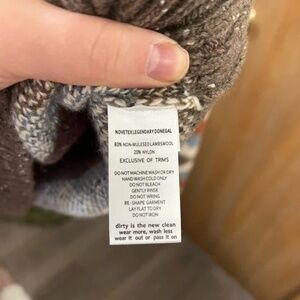 NOVETEX LEGENDARY DONEGAL
80% NON-MULESED LAMBSWOOL
20% NYLON
EXCLUSIVE OF TRIMS
DO NOT MACHINE WASH OR DRY
HAND WASH COLD ONLY
DO NOT BLEACH
GENTLY RINSE
DO NOT WRING
RE-SHAPE GARMENT
LAY FLAT TO DRY
DO NOT IRON
dirty is the new clean
wear more, wash less
wear it out or pass it on